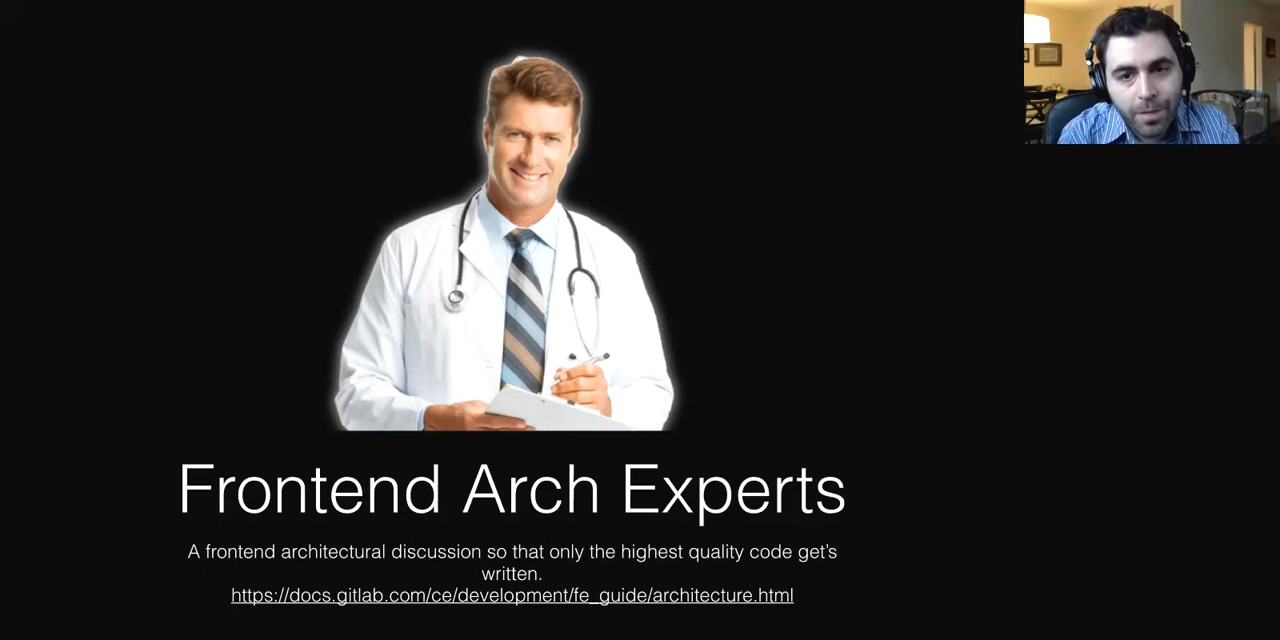 Frontend Arch Experts
A frontend architectural discussion so that only the highest quality code get's
written.
https://docs.gitlab.com/ce/development/fe_guide/architecture.html